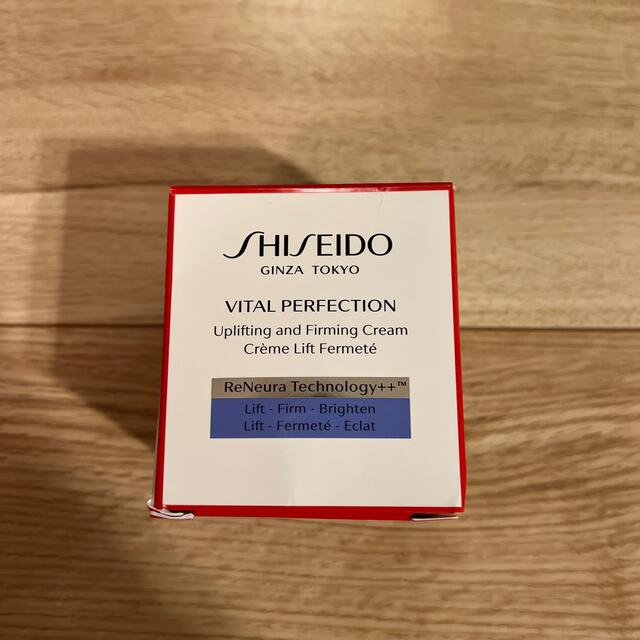 SHISEIDO
GINZA TOKYO
VITAL PERFECTION
Uplifting and Firming Cream
Crème Lift Fermeté
ReNeura Technology++™
Lift - Firm - Brighten
Lift - Fermeté - Eclat